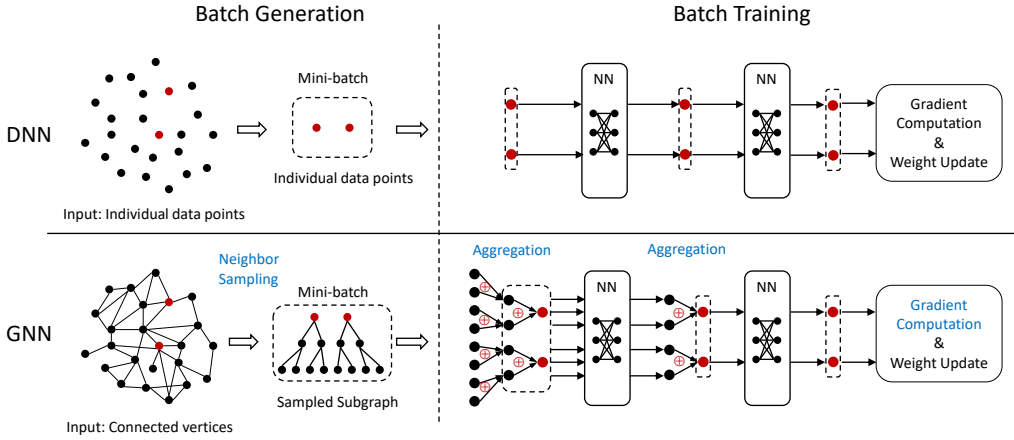 Batch Generation
Batch Training
DNN
Mini-batch
Individual data points
Input: Individual data points
NN
NN
Gradient
Computation
&
Weight Update
GNN
Neighbor
Sampling
Mini-batch
Sampled Subgraph
Input: Connected vertices
Aggregation
Aggregation
NN
NN
Gradient
Computation
&
Weight Update